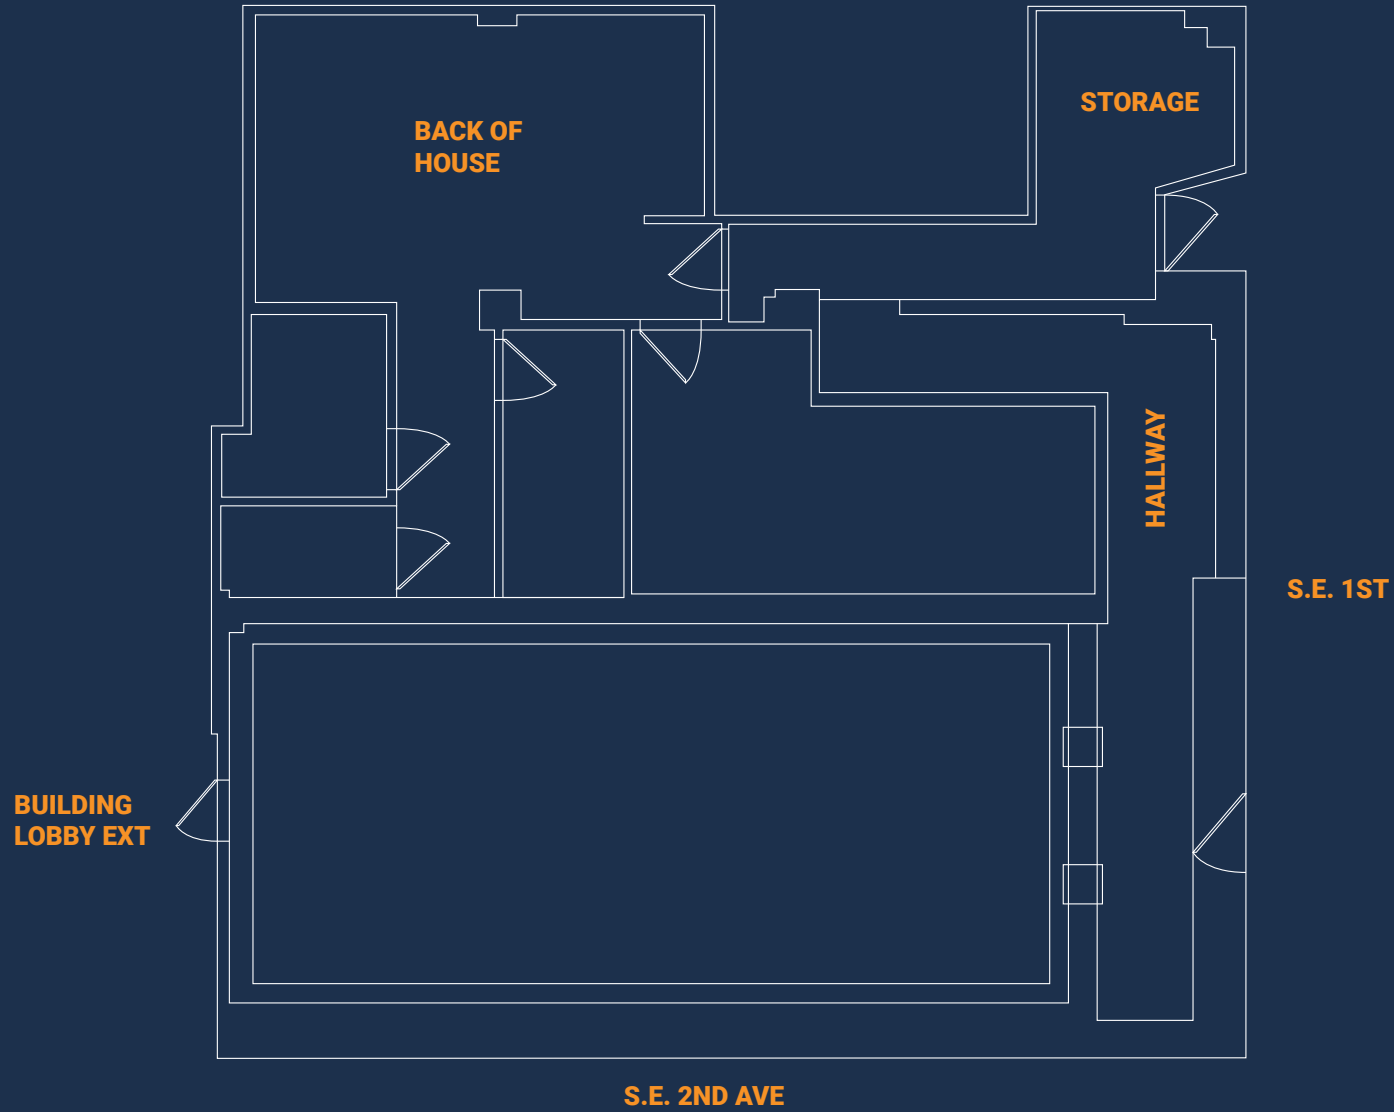 STORAGE
BACK OF
HOUSE
HALLWAY
S.E. 1ST
BUILDING
LOBBY EXT
S.E. 2ND AVE